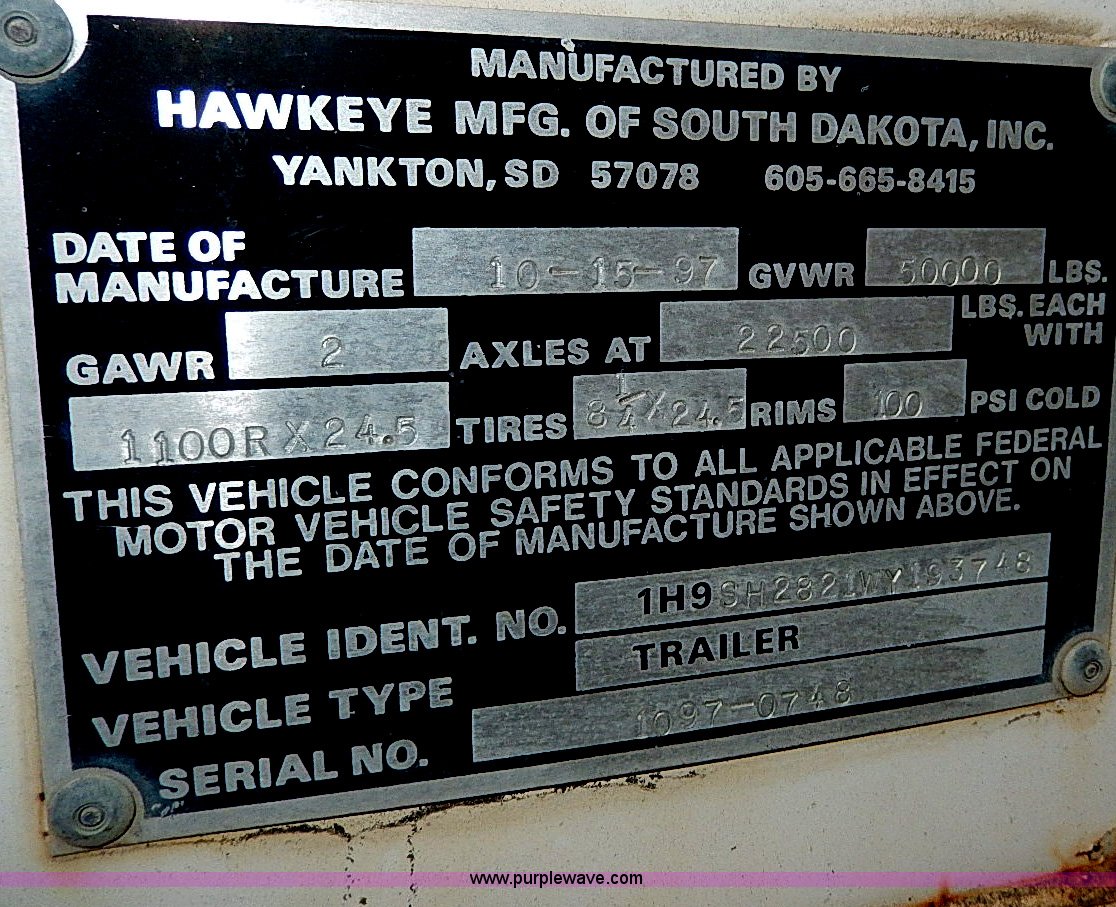 MANUFACTURED BY
HAWKEYE MFG. OF SOUTH DAKOTA, INC.
YANKTON, SD 57078 605-665-8415
DATE OF MANUFACTURE 10-15-97 GVWR 50000 LBS.
GAWR 2 AXLES AT 22500 LBS. EACH WITH
1100R X 24.5 TIRES 8 1/4 X 24.5 RIMS 100 PSI COLD
THIS VEHICLE CONFORMS TO ALL APPLICABLE FEDERAL
MOTOR VEHICLE SAFETY STANDARDS IN EFFECT ON
THE DATE OF MANUFACTURE SHOWN ABOVE.
VEHICLE IDENT. NO. 1H9SH2821WY193748
VEHICLE TYPE TRAILER
SERIAL NO. 1097-0748
www.purplewave.com